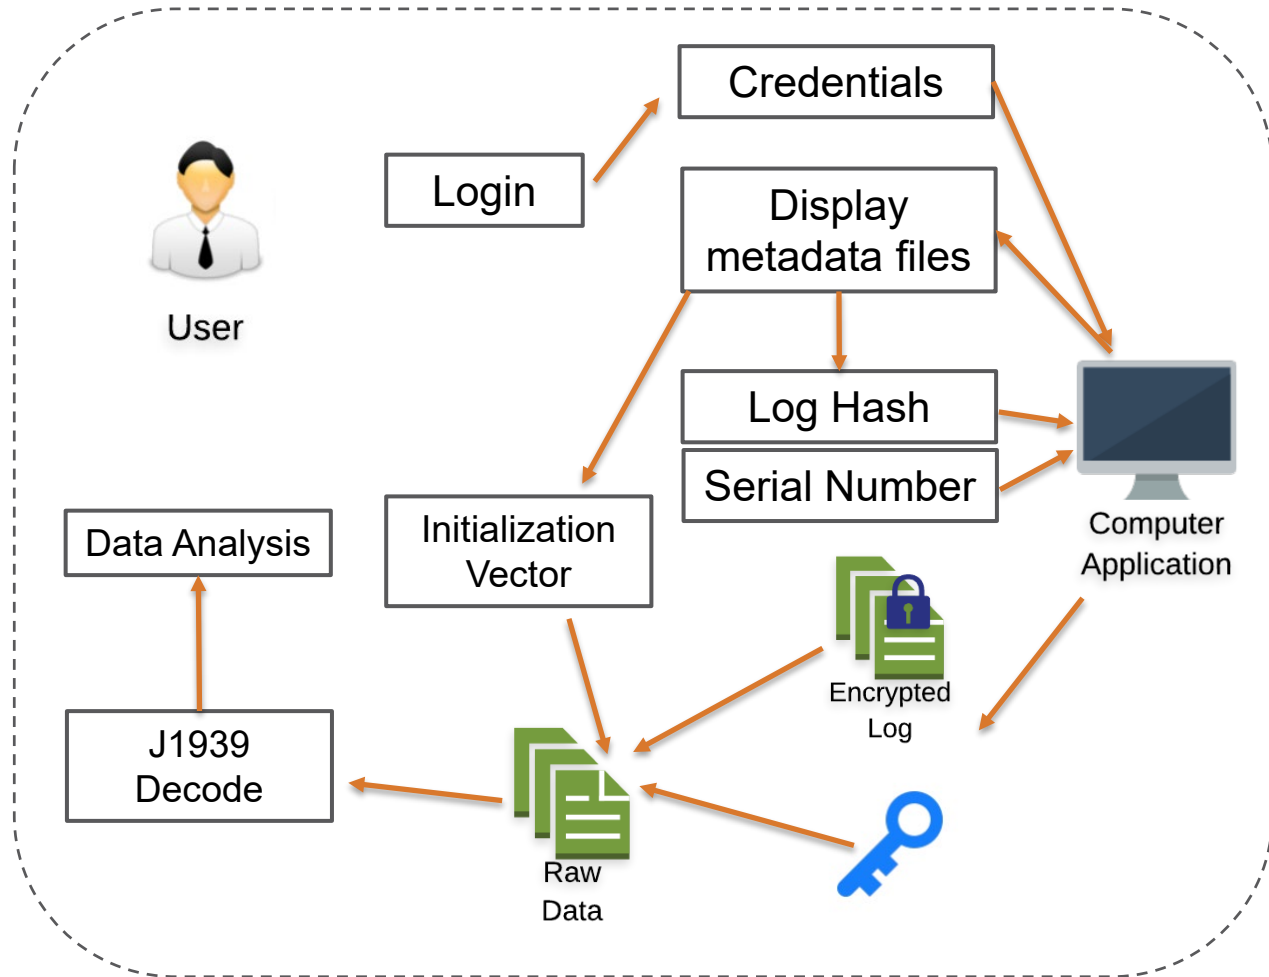 Credentials
Login
Display
metadata files
User
Log Hash
Serial Number
Computer
Application
Initialization
Vector
Data Analysis
Encrypted
Log
J1939
Decode
Raw
Data